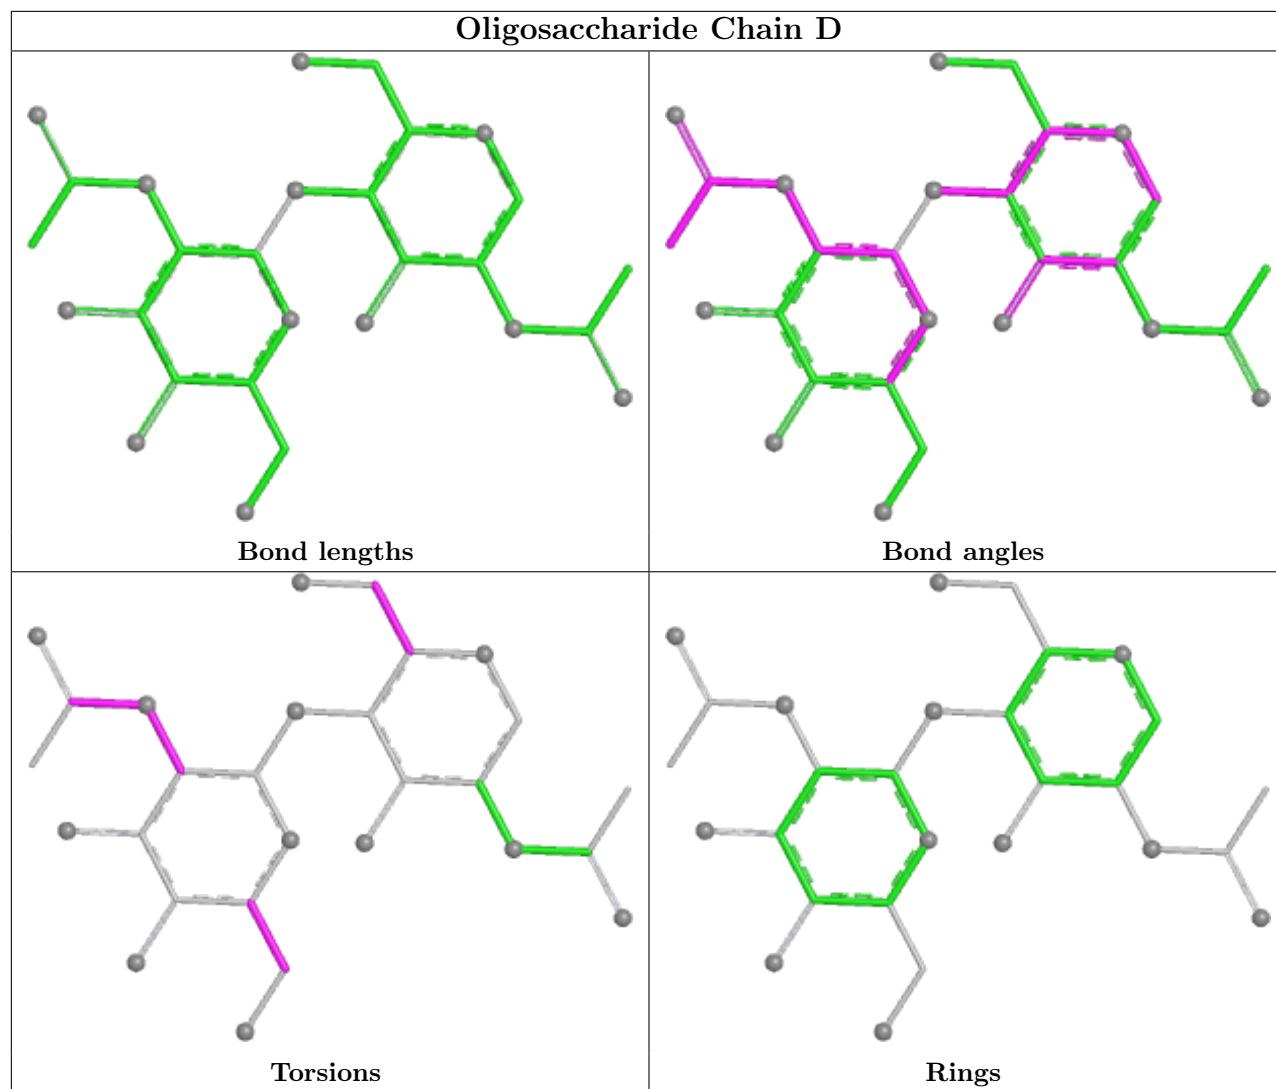 Oligosaccharide Chain D
Bond lengths
Bond angles
Torsions
Rings